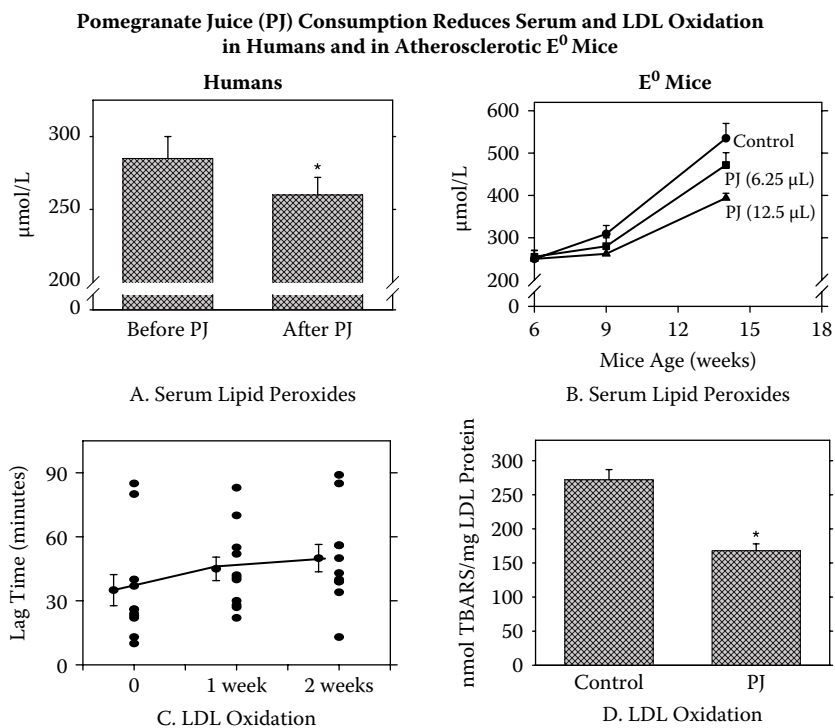 Pomegranate Juice (PJ) Consumption Reduces Serum and LDL Oxidation
in Humans and in Atherosclerotic E⁰ Mice
Humans
300
250
200
0
μmol/L
Before PJ
After PJ
*
A. Serum Lipid Peroxides
E⁰ Mice
600
500
400
300
200
0
μmol/L
Control
PJ (6.25 μL)
PJ (12.5 μL)
6
9
12
15
18
Mice Age (weeks)
B. Serum Lipid Peroxides
90
60
30
0
Lag Time (minutes)
0
1 week
2 weeks
C. LDL Oxidation
300
250
200
150
100
50
0
nmol TBARS/mg LDL Protein
*
Control
PJ
D. LDL Oxidation